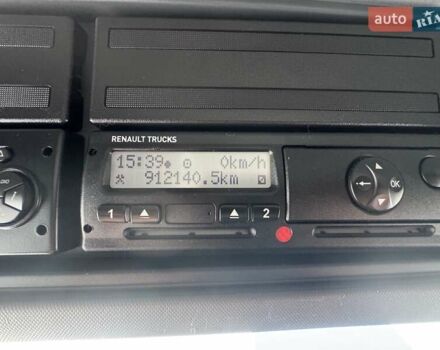 auto RIA
RENAULT TRUCKS
15:39 0km/h
912140.5km
1 2
OK